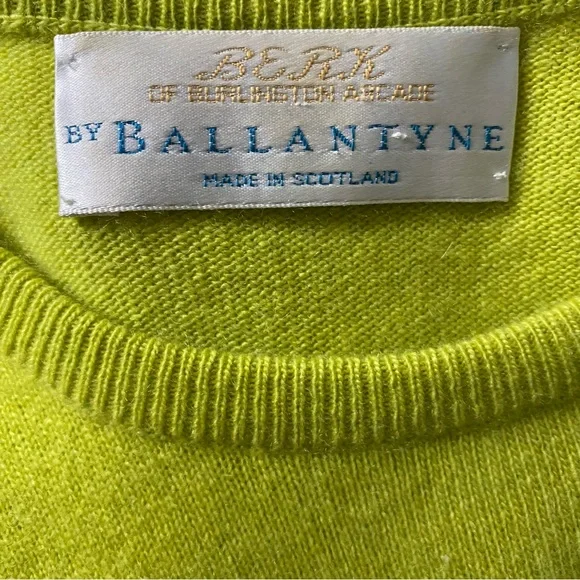 BERK
OF BURLINGTON ARCADE
BY BALLANTYNE
MADE IN SCOTLAND